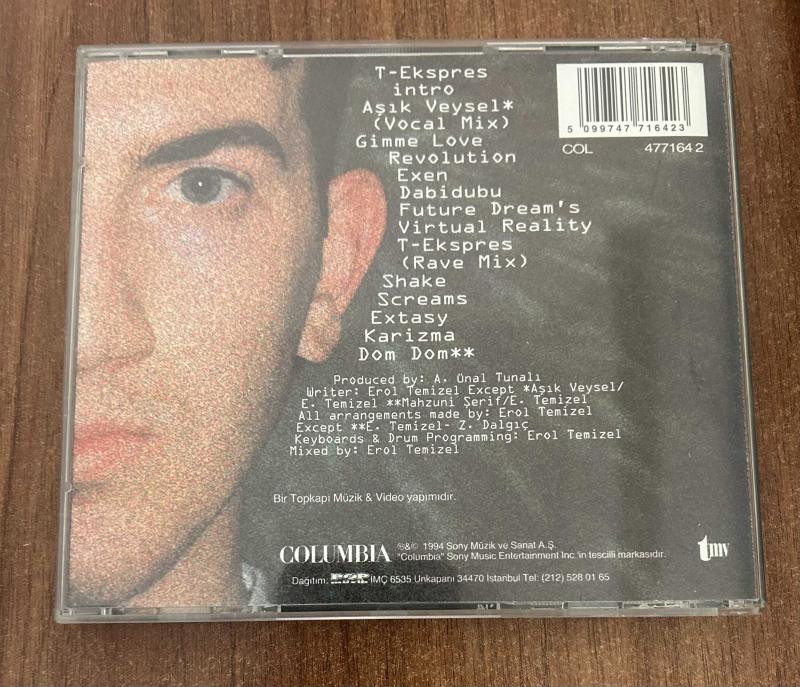 T-Ekspres
intro
Aşık Veysel*
(Vocal Mix)
Gimme Love
Revolution
Exen
Dabidubu
Future Dream's
Virtual Reality
T-Ekspres
(Rave Mix)
Shake
Screams
Extasy
Karizma
Dom Dom**
5 099747 716423
COL 477164 2
Produced by: A. Ünal Tunalı
Writer: Erol Temizel Except *Aşık Veysel/
E. Temizel **Mahzuni Şerif/E. Temizel
All arrangements made by: Erol Temizel
Except **E. Temizel- Z. Dalgıç
Keyboards & Drum Programming: Erol Temizel
Mixed by: Erol Temizel
Bir Topkapı Müzik & Video yapımıdır.
COLUMBIA
℗&© 1994 Sony Müzik ve Sanat A.Ş.
"Columbia" Sony Music Entertainment Inc.'in tescilli markasıdır.
tmv
Dağıtım: İMÇ 6535 Unkapanı 34470 İstanbul Tel: (212) 528 01 65